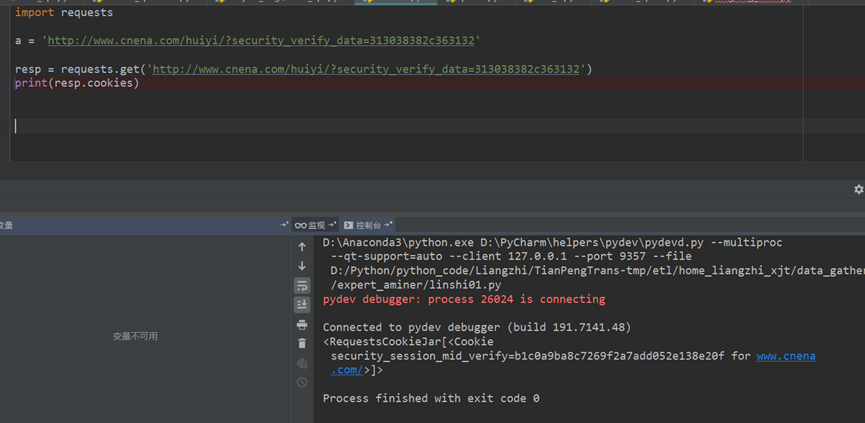 import requests
a = 'http://www.cnena.com/huiyi/?security_verify_data=313038382c363132'
resp = requests.get('http://www.cnena.com/huiyi/?security_verify_data=313038382c363132')
print(resp.cookies)
变量
监视
控制台
变量不可用
D:\Anaconda3\python.exe D:\PyCharm\helpers\pydev\pydevd.py --multiproc
--qt-support=auto --client 127.0.0.1 --port 9357 --file
D:/Python/python_code/Liangzhi/TianPengTrans-tmp/etl/home_liangzhi_xjt/data_gather
/expert_aminer/linshi01.py
pydev debugger: process 26024 is connecting
Connected to pydev debugger (build 191.7141.48)
<RequestsCookieJar[<Cookie
security_session_mid_verify=b1c0a9ba8c7269f2a7add052e138e20f for www.cnena
.com/>]>
Process finished with exit code 0